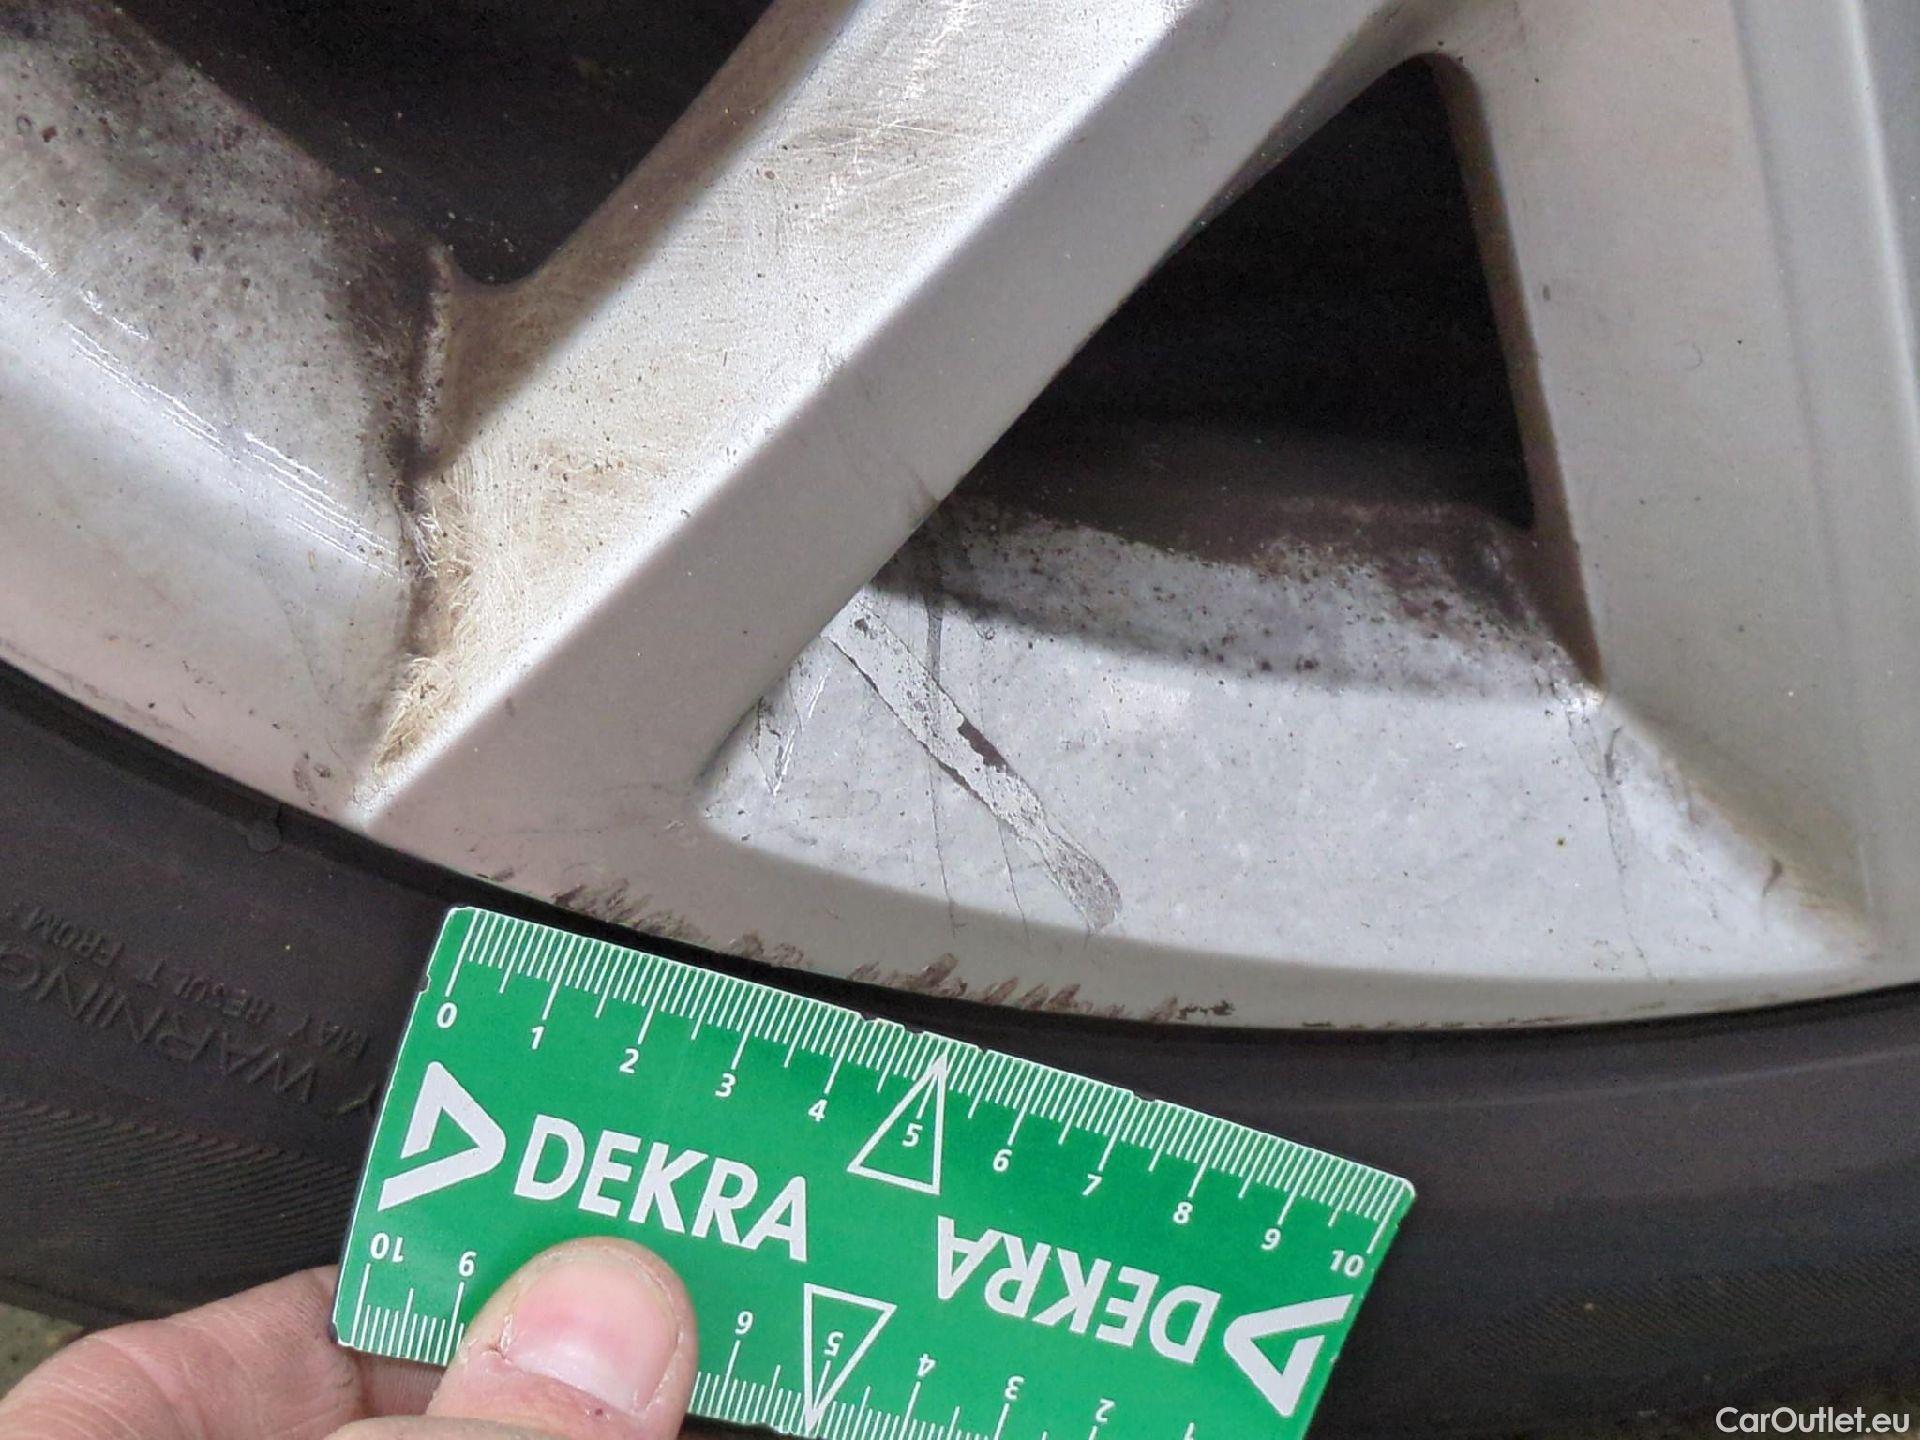 WARNING
MAY RESULT FROM
0 1 2 3 4 5 6 7 8 9 10
DEKRA
DEKRA
10 9 6 5 4 3 2 1
CarOutlet.eu